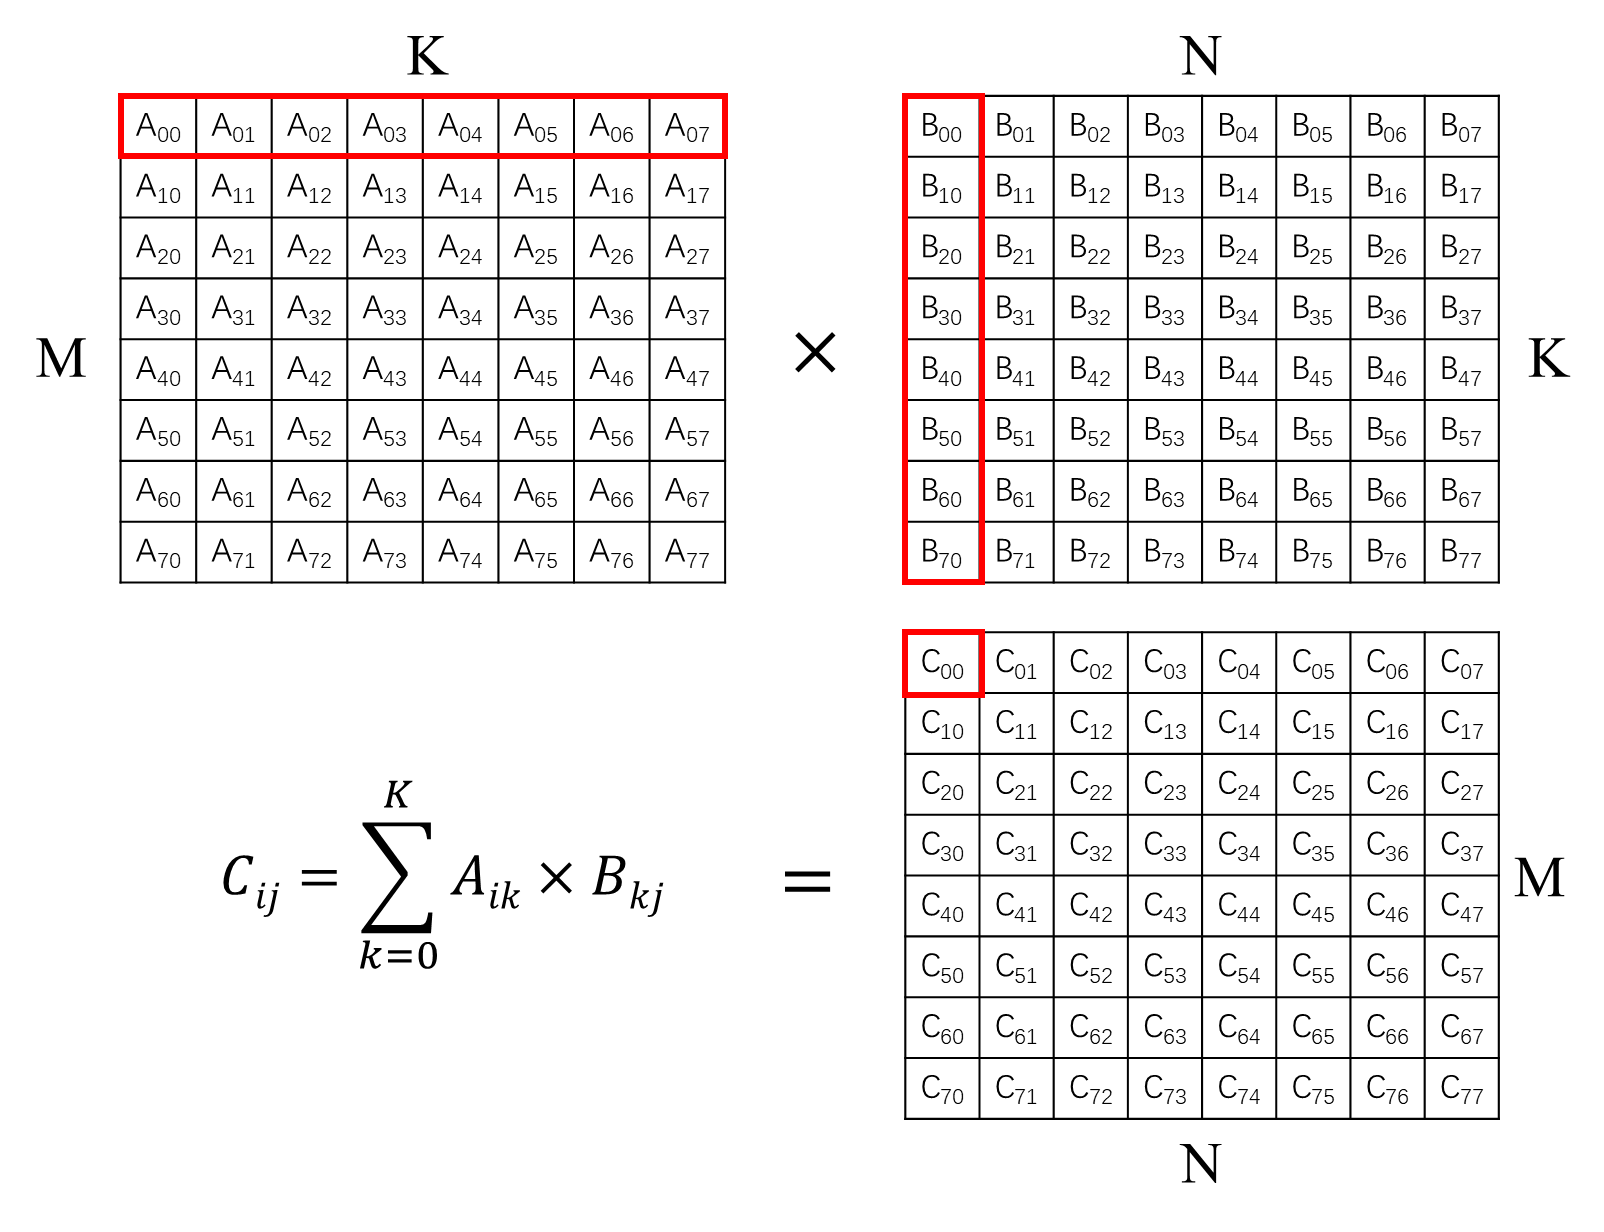 K
A00 A01 A02 A03 A04 A05 A06 A07
A10 A11 A12 A13 A14 A15 A16 A17
A20 A21 A22 A23 A24 A25 A26 A27
A30 A31 A32 A33 A34 A35 A36 A37
A40 A41 A42 A43 A44 A45 A46 A47
A50 A51 A52 A53 A54 A55 A56 A57
A60 A61 A62 A63 A64 A65 A66 A67
A70 A71 A72 A73 A74 A75 A76 A77
M
×
N
B00 B01 B02 B03 B04 B05 B06 B07
B10 B11 B12 B13 B14 B15 B16 B17
B20 B21 B22 B23 B24 B25 B26 B27
B30 B31 B32 B33 B34 B35 B36 B37
B40 B41 B42 B43 B44 B45 B46 B47
B50 B51 B52 B53 B54 B55 B56 B57
B60 B61 B62 B63 B64 B65 B66 B67
B70 B71 B72 B73 B74 B75 B76 B77
K
K
Cij = ∑ Aik × Bkj
k=0
=
C00 C01 C02 C03 C04 C05 C06 C07
C10 C11 C12 C13 C14 C15 C16 C17
C20 C21 C22 C23 C24 C25 C26 C27
C30 C31 C32 C33 C34 C35 C36 C37
C40 C41 C42 C43 C44 C45 C46 C47
C50 C51 C52 C53 C54 C55 C56 C57
C60 C61 C62 C63 C64 C65 C66 C67
C70 C71 C72 C73 C74 C75 C76 C77
M
N